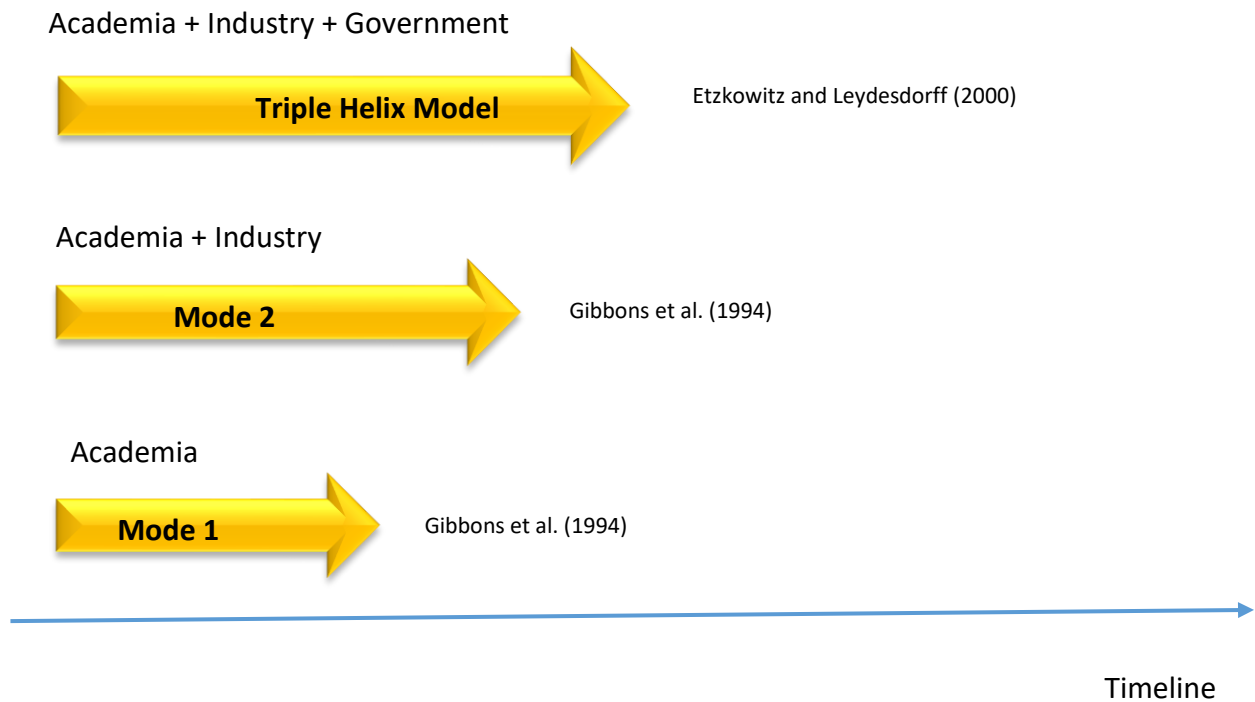 Academia + Industry + Government
Triple Helix Model
Etzkowitz and Leydesdorff (2000)
Academia + Industry
Mode 2
Gibbons et al. (1994)
Academia
Mode 1
Gibbons et al. (1994)
Timeline